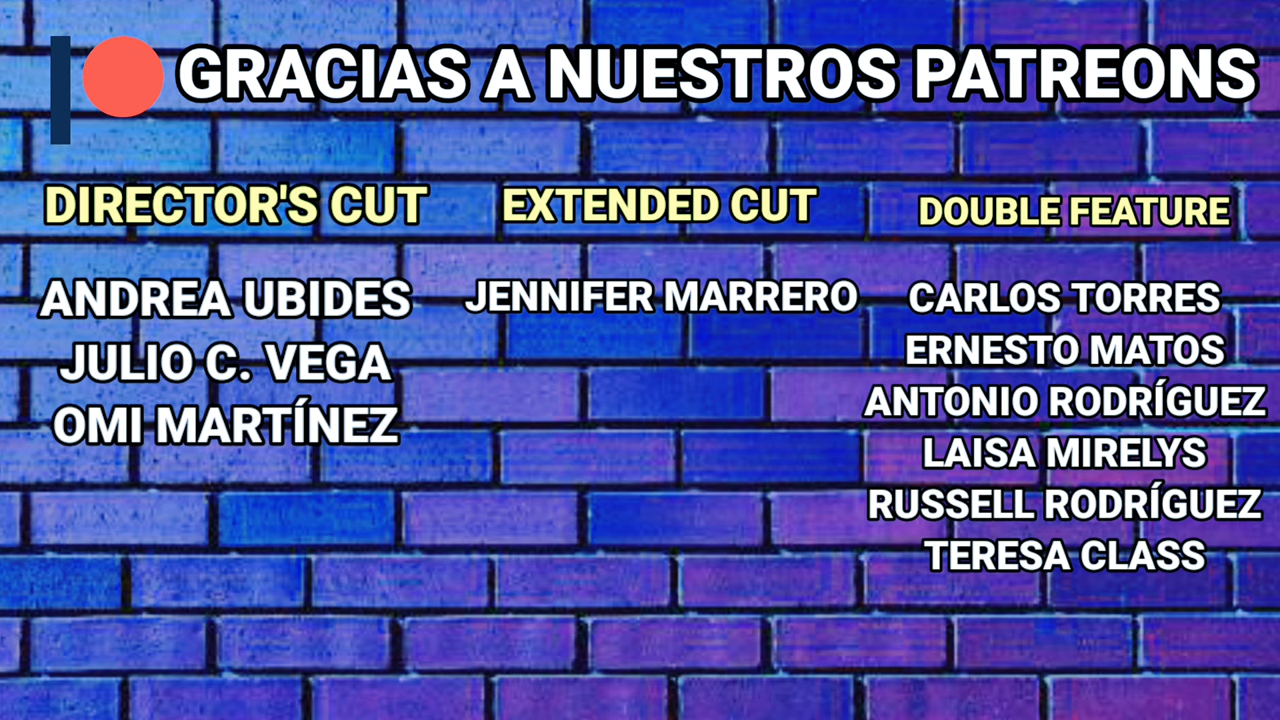 GRACIAS A NUESTROS PATREONS
DIRECTOR'S CUT
ANDREA UBIDES
JULIO C. VEGA
OMI MARTÍNEZ
EXTENDED CUT
JENNIFER MARRERO
DOUBLE FEATURE
CARLOS TORRES
ERNESTO MATOS
ANTONIO RODRÍGUEZ
LAISA MIRELYS
RUSSELL RODRÍGUEZ
TERESA CLASS